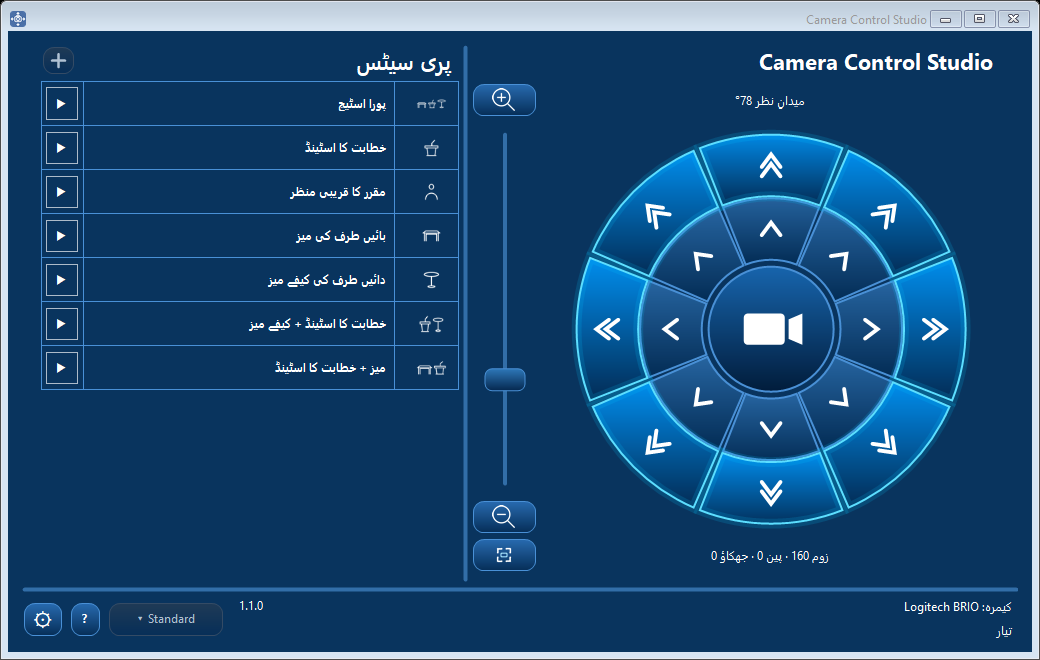 Camera Control Studio
Camera Control Studio
میدانِ نظر 78°
پری سیٹس
پورا اسٹیج
خطابت کا اسٹینڈ
مقرر کا قریبی منظر
بائیں طرف کی میز
دائیں طرف کی کیفے میز
خطابت کا اسٹینڈ + کیفے میز
میز + خطابت کا اسٹینڈ
زوم 160 · پین 0 · جھکاؤ 0
کیمرہ: Logitech BRIO
تیار
1.1.0
Standard
?